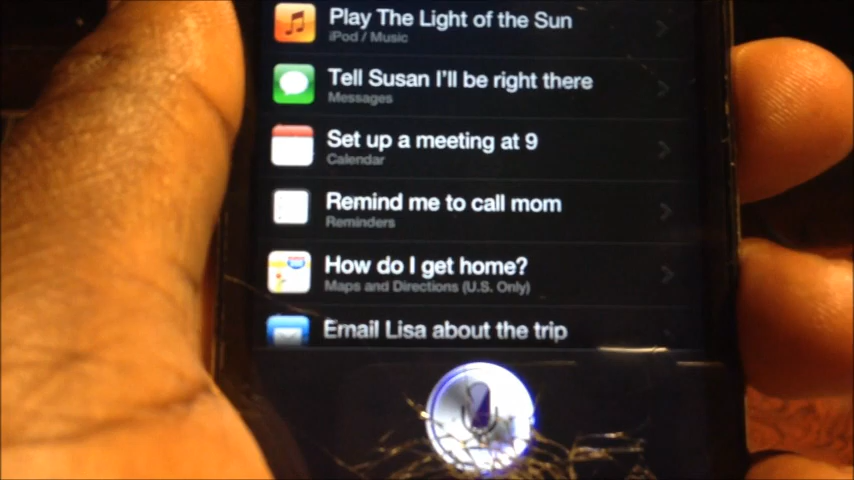 Play The Light of the Sun
iPod / Music
Tell Susan I'll be right there
Messages
Set up a meeting at 9
Calendar
Remind me to call mom
Reminders
How do I get home?
Maps and Directions (U.S. Only)
Email Lisa about the trip